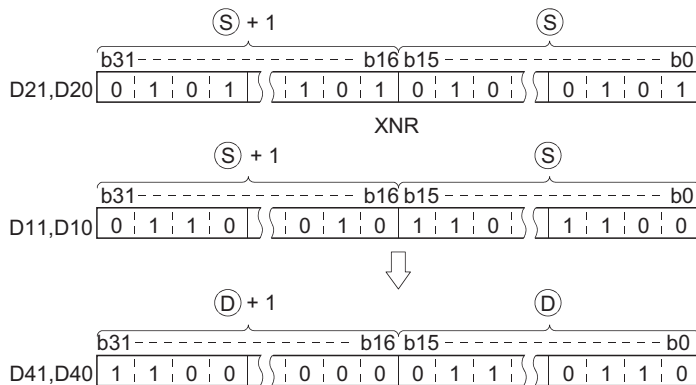 S + 1 S
b31 b16 b15 b0
D21,D20 0 1 0 1 1 0 1 0 1 0 0 1 0 1
XNR
S + 1 S
b31 b16 b15 b0
D11,D10 0 1 1 0 0 1 0 1 1 0 1 1 0 0
D + 1 D
b31 b16 b15 b0
D41,D40 1 1 0 0 0 0 0 0 1 1 0 1 1 0